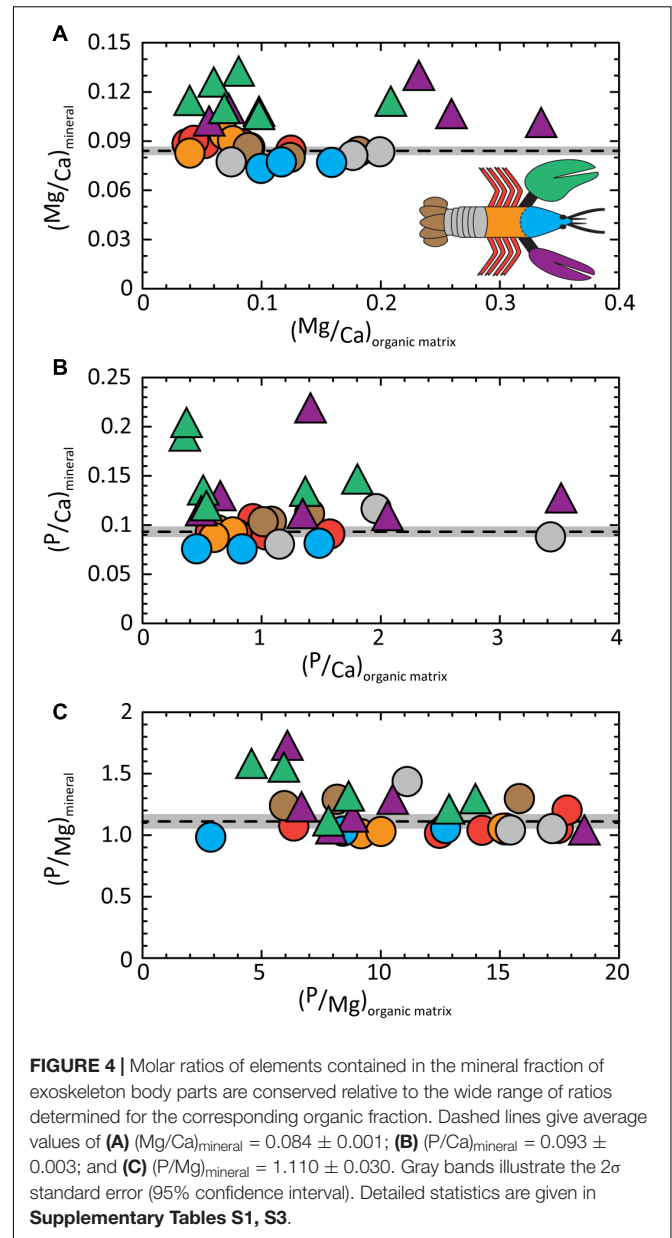 A
0.15
0.12
0.09
0.06
0.03
0
(Mg/Ca)mineral
0 0.1 0.2 0.3 0.4
(Mg/Ca)organic matrix
B
0.25
0.2
0.15
0.1
0.05
0
(P/Ca)mineral
0 1 2 3 4
(P/Ca)organic matrix
C
2
1.5
1.0
0.5
0
(P/Mg)mineral
0 5 10 15 20
(P/Mg)organic matrix
FIGURE 4 | Molar ratios of elements contained in the mineral fraction of
exoskeleton body parts are conserved relative to the wide range of ratios
determined for the corresponding organic fraction. Dashed lines give average
values of (A) (Mg/Ca)mineral = 0.084 ± 0.001; (B) (P/Ca)mineral = 0.093 ±
0.003; and (C) (P/Mg)mineral = 1.110 ± 0.030. Gray bands illustrate the 2σ
standard error (95% confidence interval). Detailed statistics are given in
Supplementary Tables S1, S3.